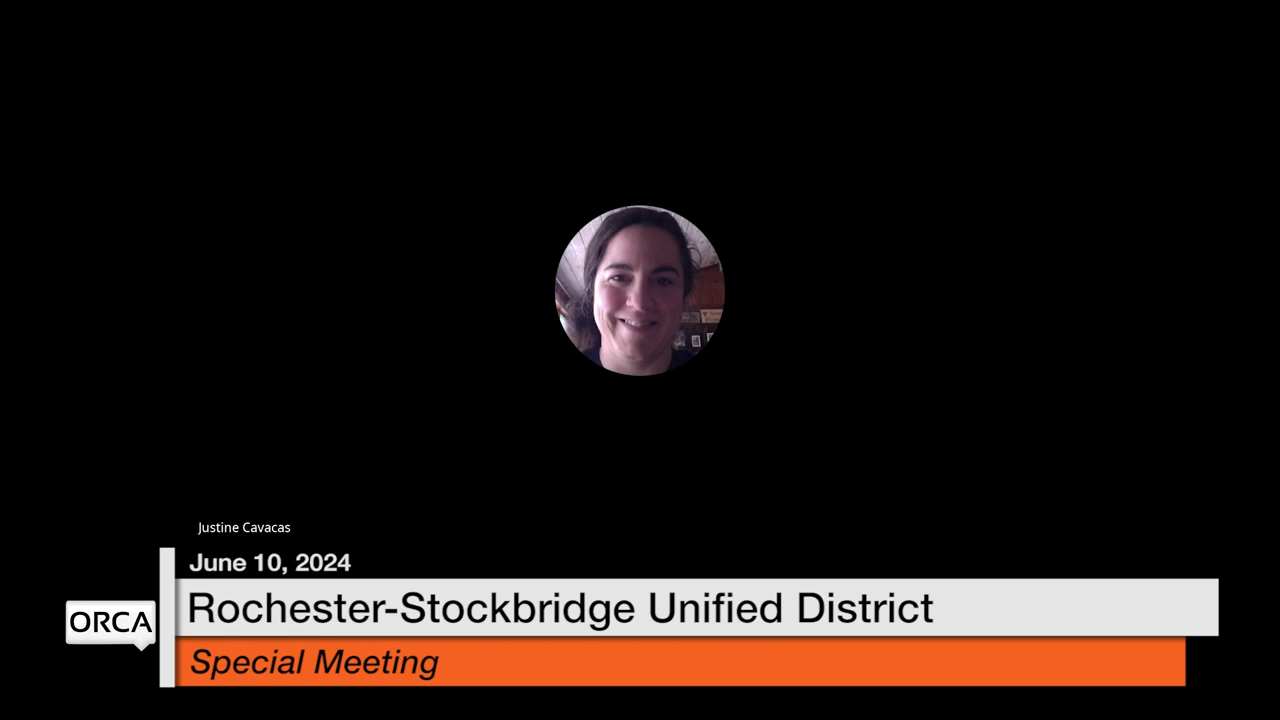 Justine Cavacas
June 10, 2024
Rochester-Stockbridge Unified District
ORCA
Special Meeting